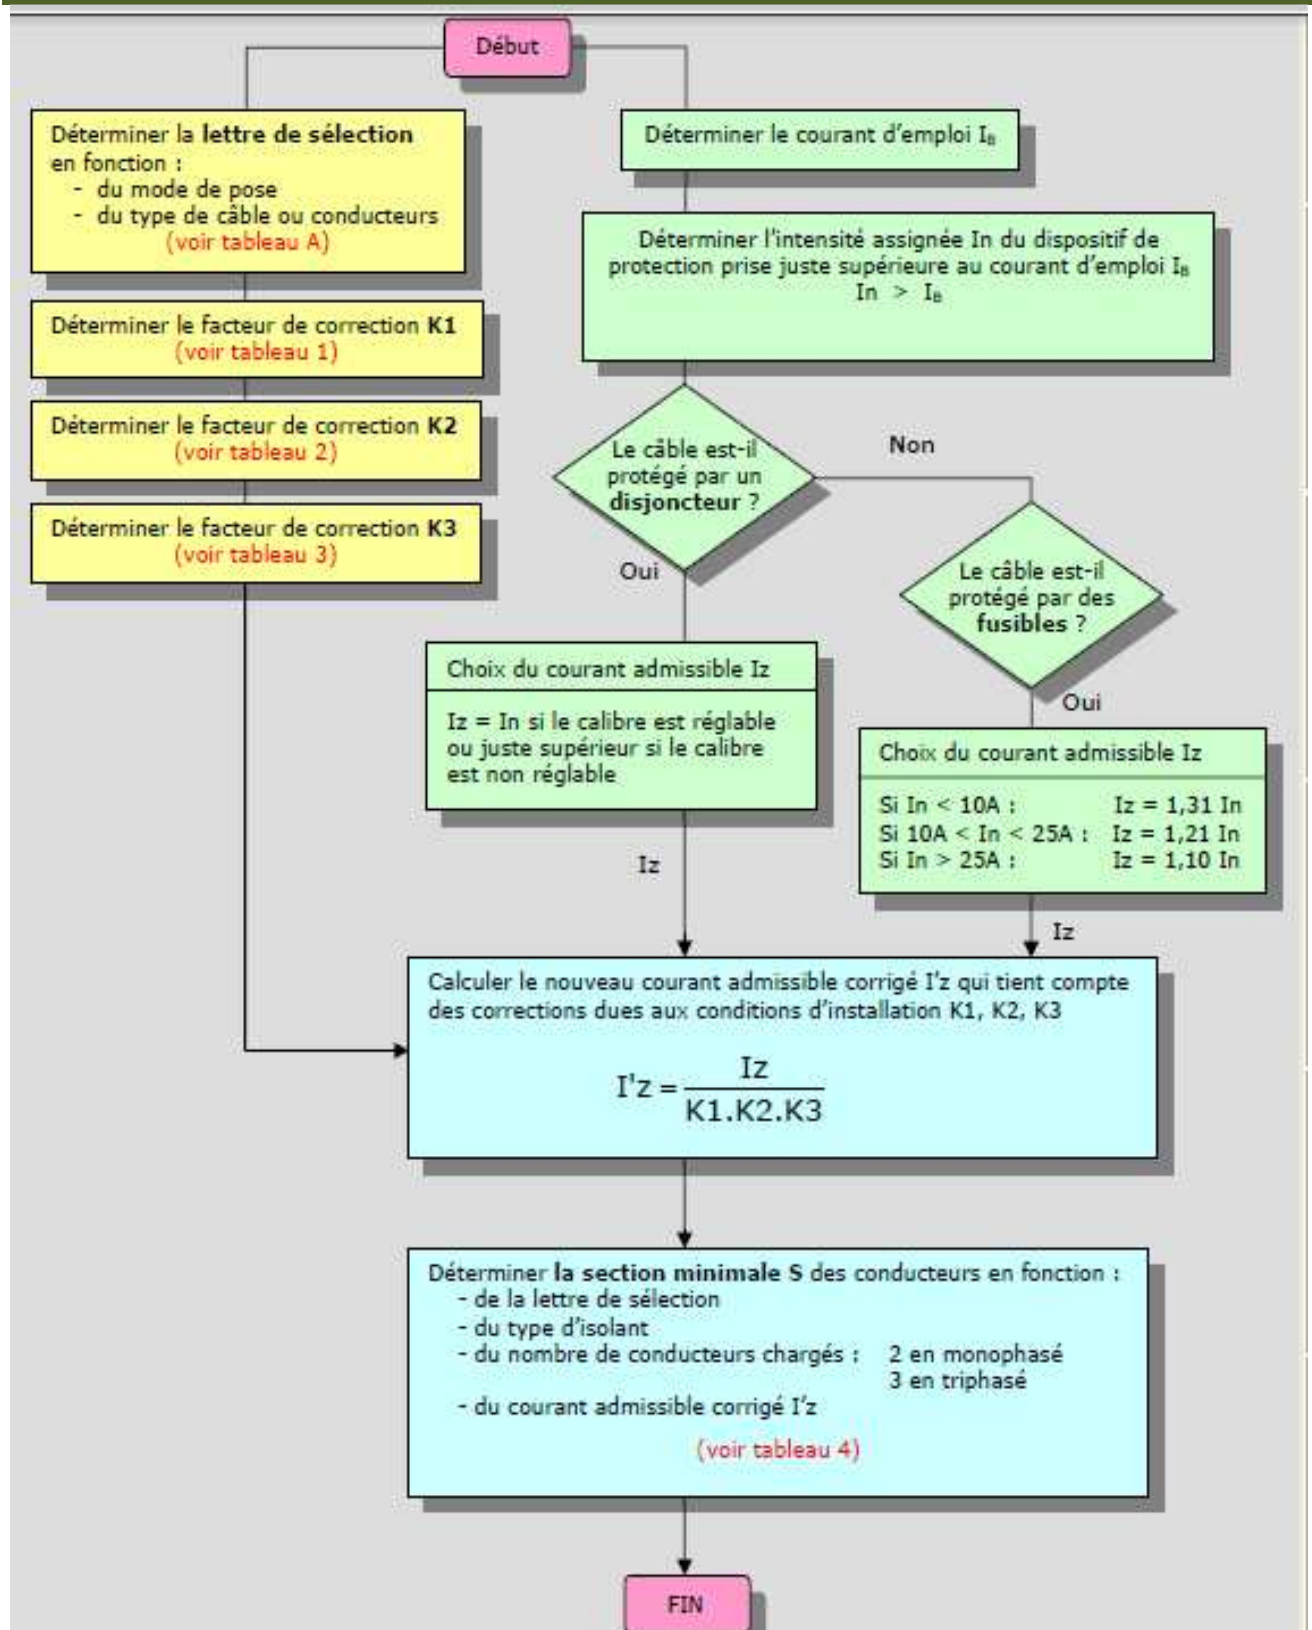 Début
Déterminer la lettre de sélection
en fonction :
- du mode de pose
- du type de câble ou conducteurs
(voir tableau A)
Déterminer le facteur de correction K1
(voir tableau 1)
Déterminer le facteur de correction K2
(voir tableau 2)
Déterminer le facteur de correction K3
(voir tableau 3)
Déterminer le courant d'emploi IB
Déterminer l'intensité assignée In du dispositif de
protection prise juste supérieure au courant d'emploi IB
In > IB
Le câble est-il
protégé par un
disjoncteur ?
Non
Oui
Le câble est-il
protégé par des
fusibles ?
Oui
Choix du courant admissible Iz
Iz = In si le calibre est réglable
ou juste supérieur si le calibre
est non réglable
Iz
Choix du courant admissible Iz
Si In < 10A : Iz = 1,31 In
Si 10A < In < 25A : Iz = 1,21 In
Si In > 25A : Iz = 1,10 In
Iz
Calculer le nouveau courant admissible corrigé I'z qui tient compte
des corrections dues aux conditions d'installation K1, K2, K3
I'z = Iz / K1.K2.K3
Déterminer la section minimale S des conducteurs en fonction :
- de la lettre de sélection
- du type d'isolant
- du nombre de conducteurs chargés : 2 en monophasé
3 en triphasé
- du courant admissible corrigé I'z
(voir tableau 4)
FIN